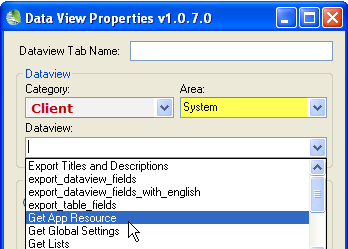 Data View Properties v1.0.7.0
Dataview Tab Name:
Dataview
Category:
Area:
Client
System
Dataview:
Export Titles and Descriptions
export_dataview_fields
export_dataview_fields_with_english
export_table_fields
Get App Resource
Get Global Settings
Get Lists